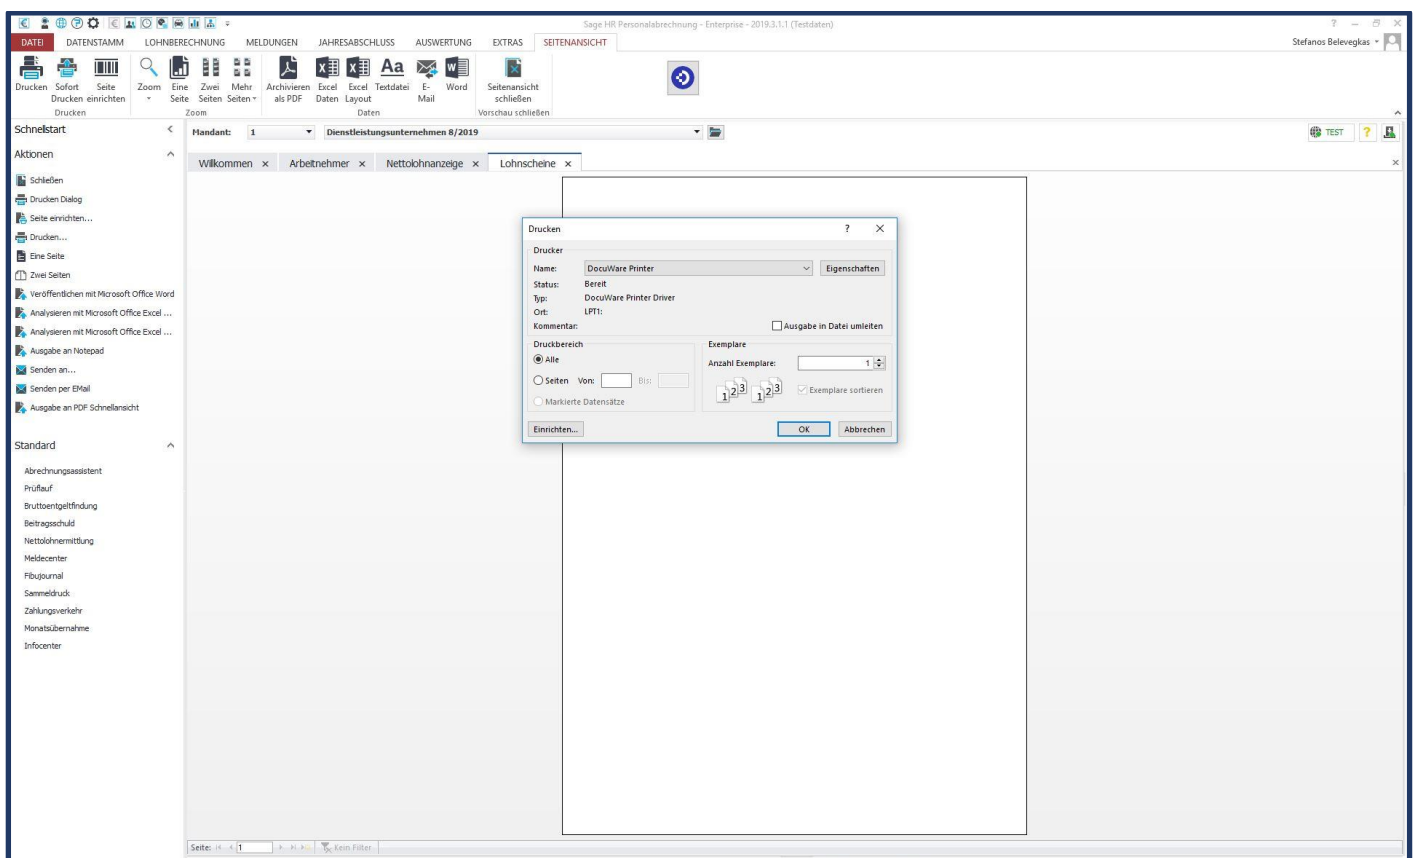 Sage HR Personalabrechnung - Enterprise - 2019.3.1.1 (Testdaten)
DATEI DATENSTAMM LOHNBERECHNUNG MELDUNGEN JAHRESABSCHLUSS AUSWERTUNG EXTRAS SEITENANSICHT
Stefanos Belevegkas
Drucken Sofort Drucken Seite einrichten Zoom Eine Seite Zwei Seiten Mehr Seiten Archivieren als PDF Excel Daten Excel Layout Textdatei E-Mail Word Seitenansicht schließen
Drucken Zoom Daten Vorschau schließen
Schnellstart
Mandant: 1 Dienstleistungsunternehmen 8/2019
TEST
Aktionen
Willkommen Arbeitnehmer Nettolohnanzeige Lohnscheine
Schließen
Drucken Dialog
Seite einrichten...
Drucken...
Eine Seite
Zwei Seiten
Veröffentlichen mit Microsoft Office Word
Analysieren mit Microsoft Office Excel ...
Analysieren mit Microsoft Office Excel ...
Ausgabe an Notepad
Senden an...
Senden per EMail
Ausgabe an PDF Schnellansicht
Standard
Abrechnungsassistent
Prüflauf
Bruttoentgeltfindung
Beitragsschuld
Nettolohnermittlung
Meldecenter
Fibujournal
Sammeldruck
Zahlungsverkehr
Monatsübernahme
Infocenter
Drucken
Drucker
Name: DocuWare Printer Eigenschaften
Status: Bereit
Typ: DocuWare Printer Driver
Ort: LPT1:
Kommentar: Ausgabe in Datei umleiten
Druckbereich Exemplare
Alle
Anzahl Exemplare: 1
Seiten Von: Bis:
1 2 3 1 2 3 Exemplare sortieren
Markierte Datensätze
Einrichten... OK Abbrechen
Seite: 1 Kein Filter